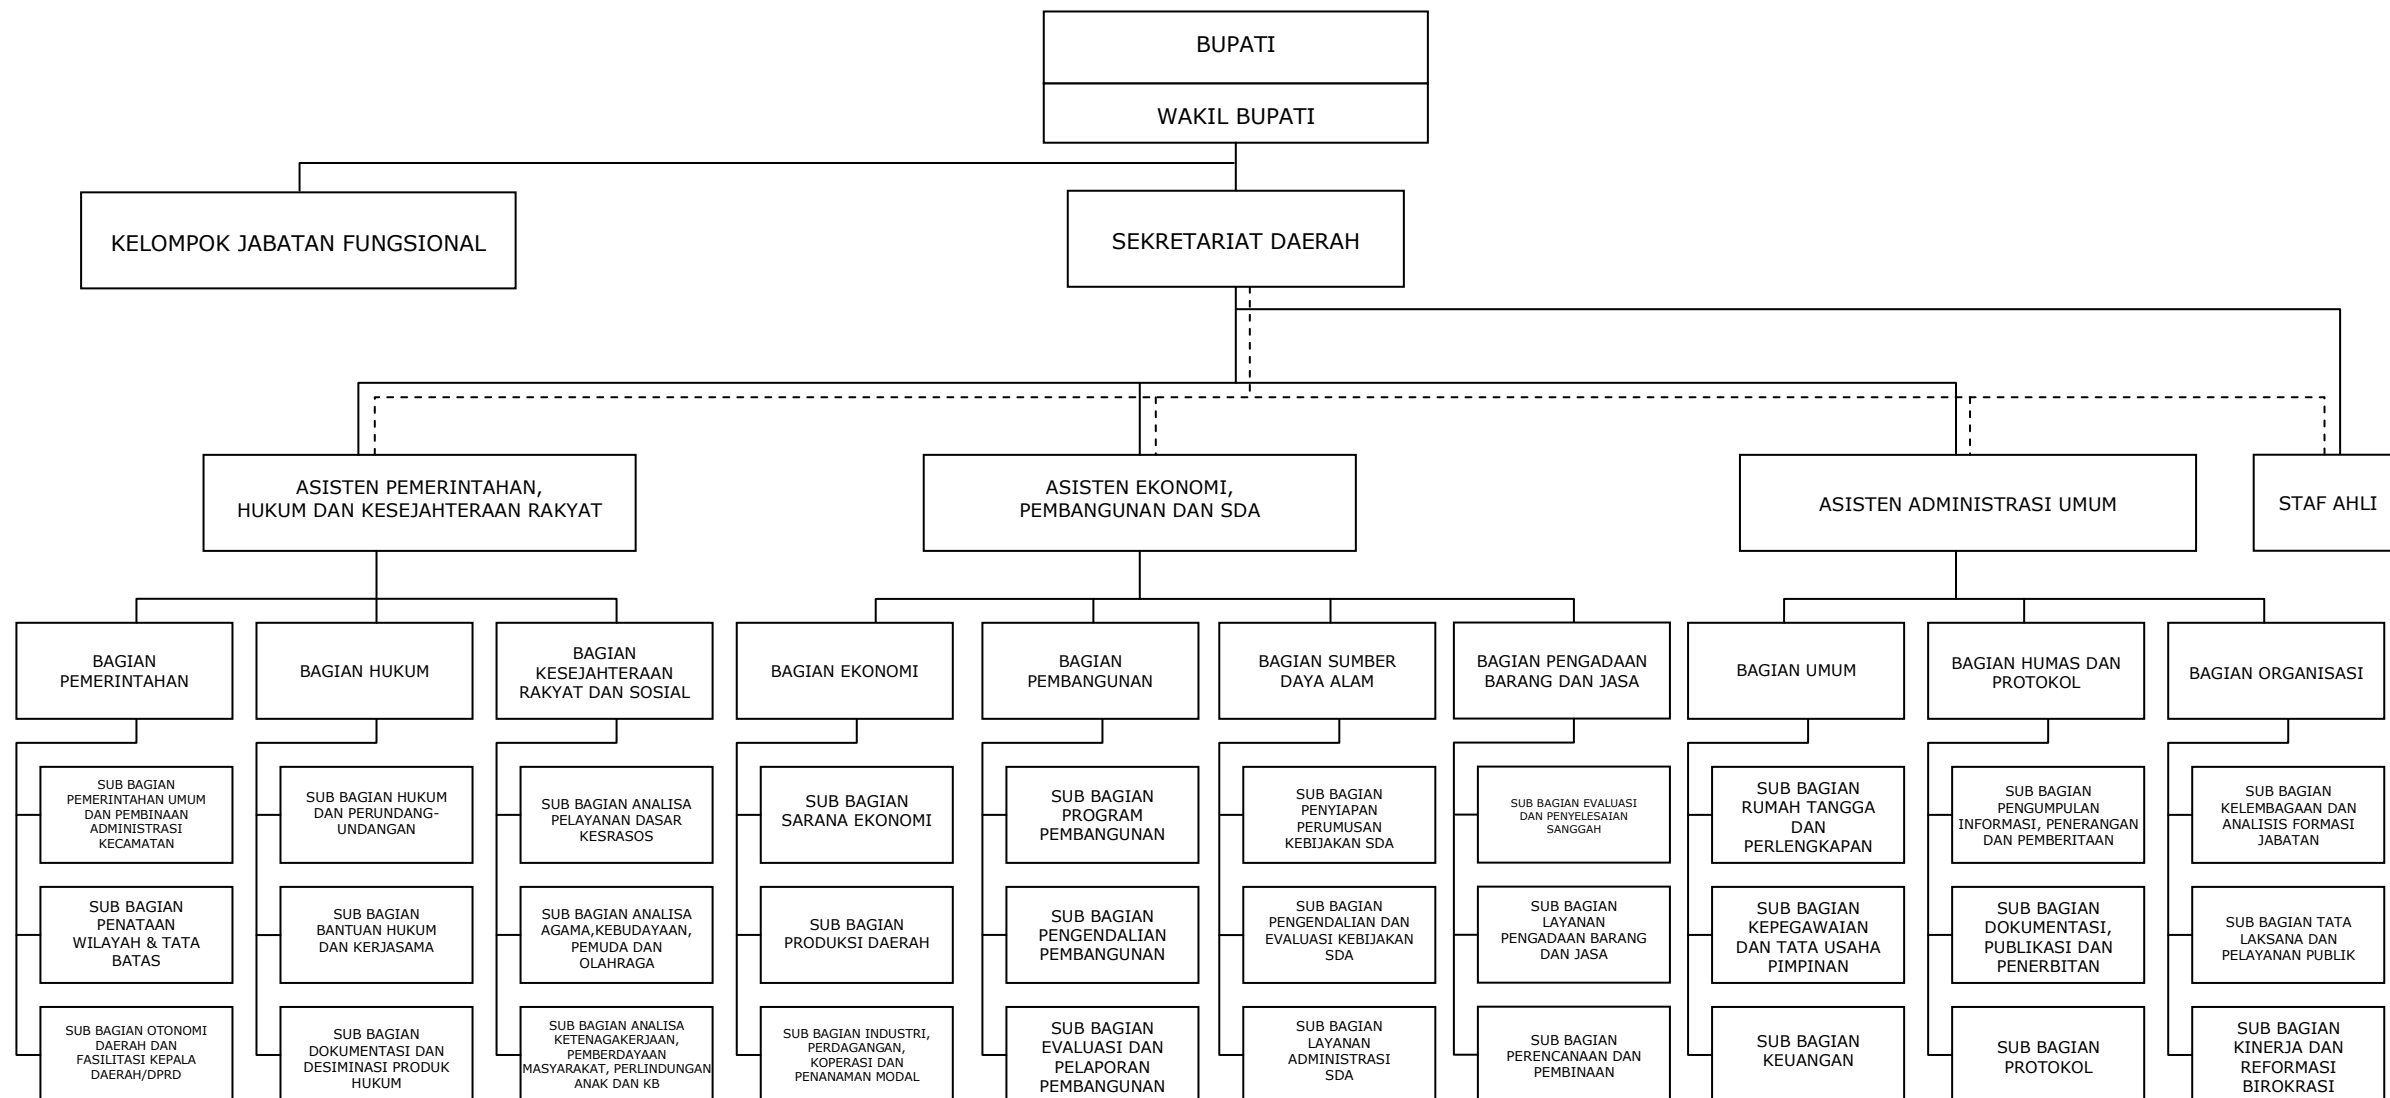 BUPATI
WAKIL BUPATI
KELOMPOK JABATAN FUNGSIONAL
SEKRETARIAT DAERAH
ASISTEN PEMERINTAHAN,
HUKUM DAN KESEJAHTERAAN RAKYAT
ASISTEN EKONOMI,
PEMBANGUNAN DAN SDA
ASISTEN ADMINISTRASI UMUM
STAF AHLI
BAGIAN
PEMERINTAHAN
BAGIAN HUKUM
BAGIAN
KESEJAHTERAAN
RAKYAT DAN SOSIAL
BAGIAN EKONOMI
BAGIAN
PEMBANGUNAN
BAGIAN SUMBER
DAYA ALAM
BAGIAN PENGADAAN
BARANG DAN JASA
BAGIAN UMUM
BAGIAN HUMAS DAN
PROTOKOL
BAGIAN ORGANISASI
SUB BAGIAN
PEMERINTAHAN UMUM
DAN PEMBINAAN
ADMINISTRASI
KECAMATAN
SUB BAGIAN HUKUM
DAN PERUNDANG-
UNDANGAN
SUB BAGIAN ANALISA
PELAYANAN DASAR
KESRASOS
SUB BAGIAN
SARANA EKONOMI
SUB BAGIAN
PROGRAM
PEMBANGUNAN
SUB BAGIAN
PENYIAPAN
PERUMUSAN
KEBIJAKAN SDA
SUB BAGIAN EVALUASI
DAN PENYELESAIAN
SANGGAH
SUB BAGIAN
RUMAH TANGGA
DAN
PERLENGKAPAN
SUB BAGIAN
PENGUMPULAN
INFORMASI, PENERANGAN
DAN PEMBERITAAN
SUB BAGIAN
KELEMBAGAAN DAN
ANALISIS FORMASI
JABATAN
SUB BAGIAN
PENATAAN
WILAYAH & TATA
BATAS
SUB BAGIAN
BANTUAN HUKUM
DAN KERJASAMA
SUB BAGIAN ANALISA
AGAMA,KEBUDAYAAN,
PEMUDA DAN
OLAHRAGA
SUB BAGIAN
PRODUKSI DAERAH
SUB BAGIAN
PENGENDALIAN
PEMBANGUNAN
SUB BAGIAN
PENGENDALIAN DAN
EVALUASI KEBIJAKAN
SDA
SUB BAGIAN
LAYANAN
PENGADAAN BARANG
DAN JASA
SUB BAGIAN
KEPEGAWAIAN
DAN TATA USAHA
PIMPINAN
SUB BAGIAN
DOKUMENTASI,
PUBLIKASI DAN
PENERBITAN
SUB BAGIAN TATA
LAKSANA DAN
PELAYANAN PUBLIK
SUB BAGIAN OTONOMI
DAERAH DAN
FASILITASI KEPALA
DAERAH/DPRD
SUB BAGIAN
DOKUMENTASI DAN
DESIMINASI PRODUK
HUKUM
SUB BAGIAN ANALISA
KETENAGAKERJAAN,
PEMBERDAYAAN
MASYARAKAT, PERLINDUNGAN
ANAK DAN KB
SUB BAGIAN INDUSTRI,
PERDAGANGAN,
KOPERASI DAN
PENANAMAN MODAL
SUB BAGIAN
EVALUASI DAN
PELAPORAN
PEMBANGUNAN
SUB BAGIAN
LAYANAN
ADMINISTRASI
SDA
SUB BAGIAN
PERENCANAAN DAN
PEMBINAAN
SUB BAGIAN
KEUANGAN
SUB BAGIAN
PROTOKOL
SUB BAGIAN
KINERJA DAN
REFORMASI
BIROKRASI